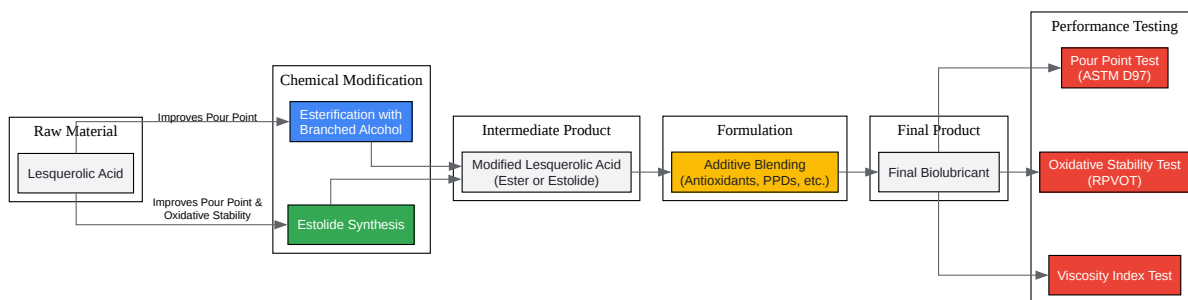 Raw Material
Lesquerolic Acid
Improves Pour Point
Improves Pour Point &
Oxidative Stability
Chemical Modification
Esterification with
Branched Alcohol
Estolide Synthesis
Intermediate Product
Modified Lesquerolic Acid
(Ester or Estolide)
Formulation
Additive Blending
(Antioxidants, PPDs, etc.)
Final Product
Final Biolubricant
Performance Testing
Pour Point Test
(ASTM D97)
Oxidative Stability Test
(RPVOT)
Viscosity Index Test